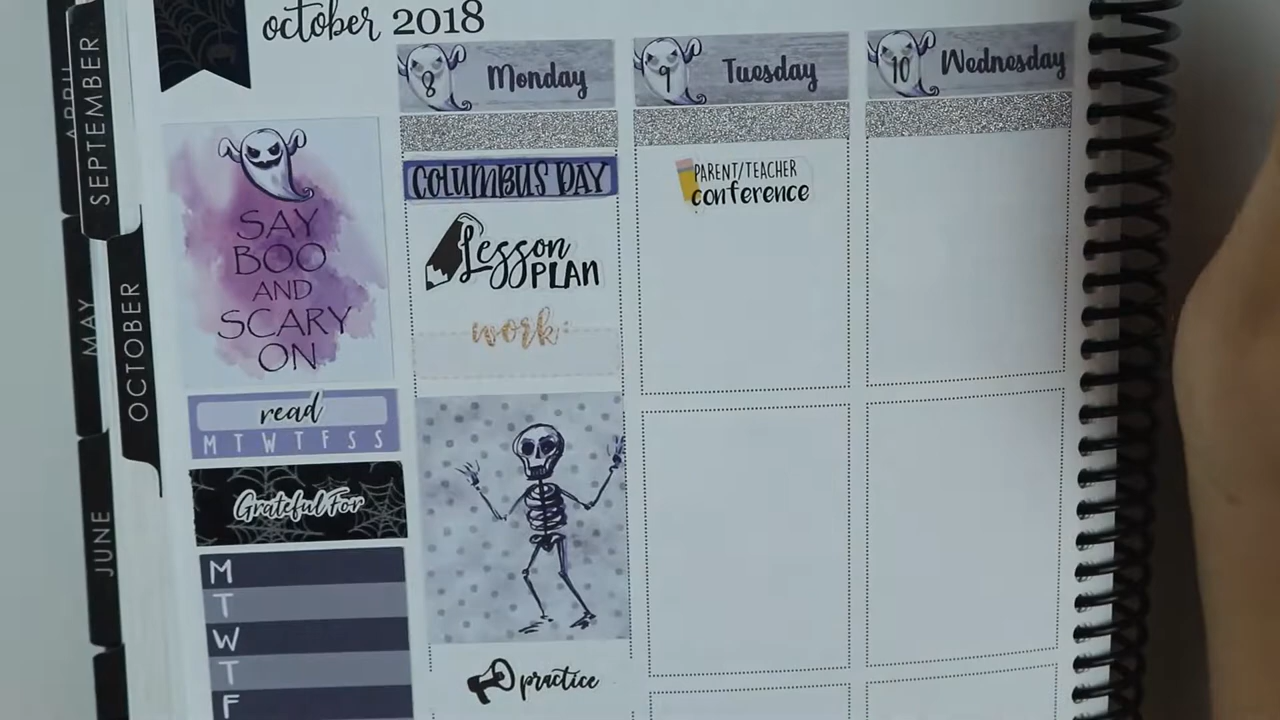 october 2018
8 Monday
9 Tuesday
10 Wednesday
APRIL
SEPTEMBER
MAY
OCTOBER
JUNE
SAY
BOO
AND
SCARY
ON
read
M T W T F S S
Grateful For
M
T
W
T
F
COLUMBUS DAY
Lesson
PLAN
work:
practice
PARENT/TEACHER
conference